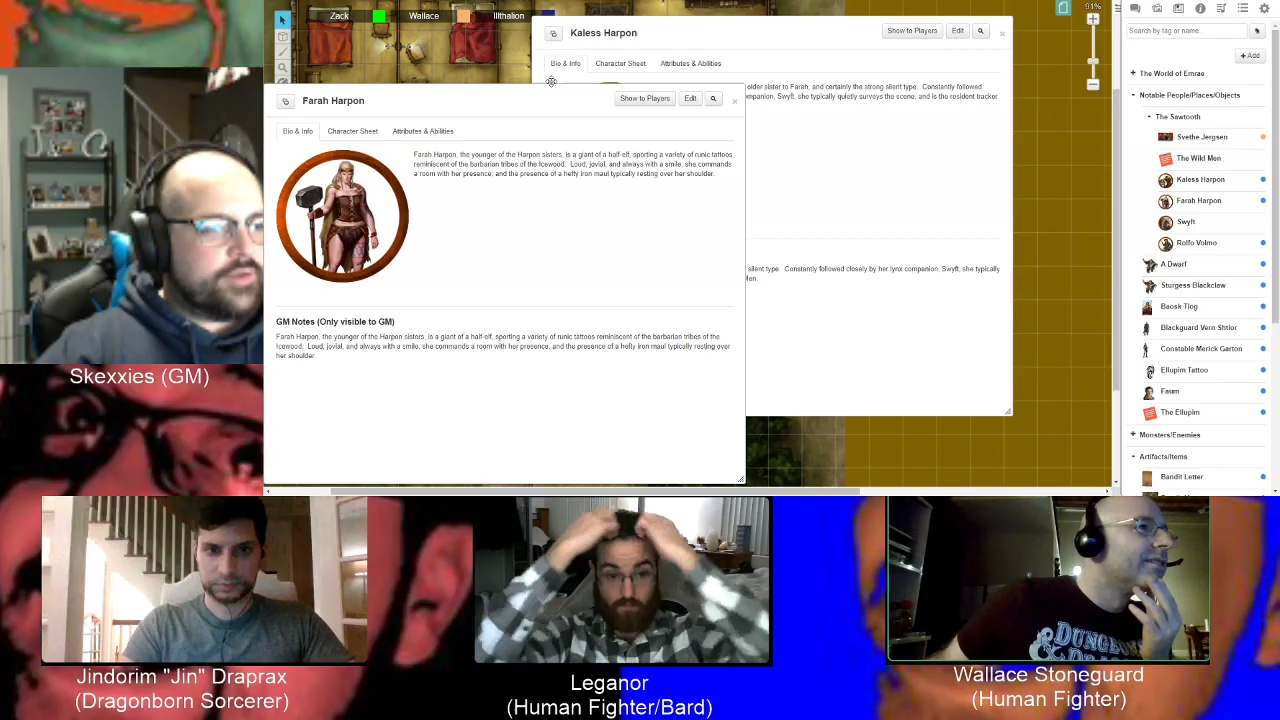 Zack
Wallace
Illthalion
91%
Kaless Harpon
Show to Players
Edit
Bio & Info
Character Sheet
Attributes & Abilities
older sister to Farah, and certainly the strong silent type. Constantly followed
Swyft, she typically quietly surveys the scene, and is the resident tracker
silent type. Constantly followed closely by her lynx companion, Swyft, she typically
Farah Harpon
Show to Players
Edit
Bio & Info
Character Sheet
Attributes & Abilities
Farah Harpon, the younger of the Harpon sisters, is a giant of a half-elf, sporting a variety of runic tattoos
reminiscent of the barbarian tribes of the Icewood. Loud, jovial, and always with a smile, she commands
a room with her presence, and the presence of a hefty iron maul typically resting over her shoulder.
GM Notes (Only visible to GM)
Farah Harpon, the younger of the Harpon sisters, is a giant of a half-elf, sporting a variety of runic tattoos reminiscent of the barbarian tribes of the
Icewood. Loud, jovial, and always with a smile, she commands a room with her presence, and the presence of a hefty iron maul typically resting over
her shoulder.
Search by tag or name...
+ Add
The World of Emrae
Notable People/Places/Objects
The Sawtooth
Svethe Jergsen
The Wild Men
Kaless Harpon
Farah Harpon
Swyft
Rolfo Volmo
A Dwarf
Sturgess Blackclaw
Baosk Tlog
Blackguard Vern Shtior
Constable Merick Garton
Ellupim Tattoo
Faum
The Ellupim
Monsters/Enemies
Artifacts/Items
Bandit Letter
Skexxies (GM)
J & C
Jindorim "Jin" Draprax
(Dragonborn Sorcerer)
Leganor
(Human Fighter/Bard)
DUNGEONS
Wallace Stoneguard
(Human Fighter)